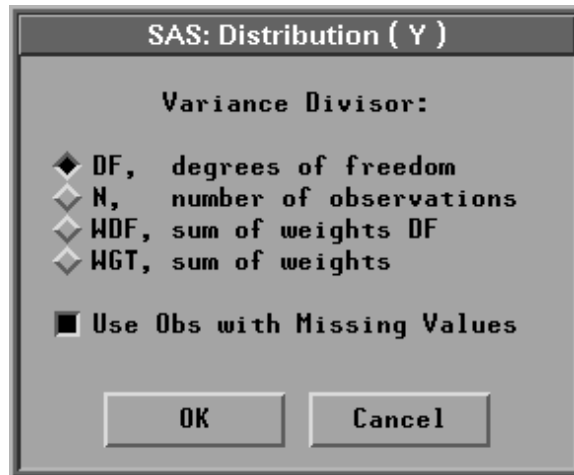 SAS: Distribution ( Y )
Variance Divisor:
DF, degrees of freedom
N, number of observations
WDF, sum of weights DF
WGT, sum of weights
Use Obs with Missing Values
OK Cancel